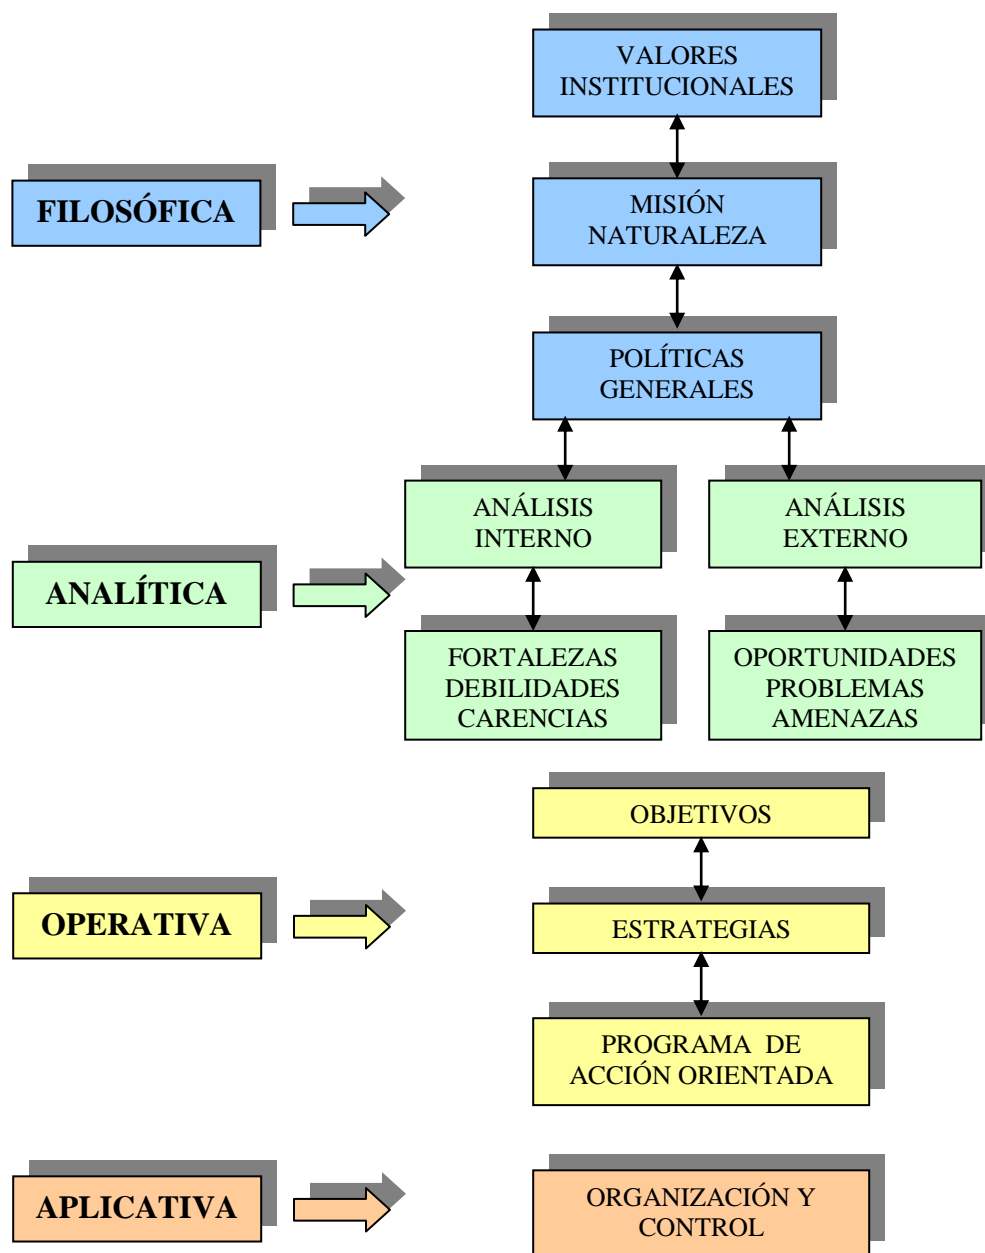 VALORES
INSTITUCIONALES
FILOSÓFICA
MISIÓN
NATURALEZA
POLÍTICAS
GENERALES
ANÁLISIS
INTERNO
ANÁLISIS
EXTERNO
ANALÍTICA
FORTALEZAS
DEBILIDADES
CARENCIAS
OPORTUNIDADES
PROBLEMAS
AMENAZAS
OBJETIVOS
OPERATIVA
ESTRATEGIAS
PROGRAMA DE
ACCIÓN ORIENTADA
APLICATIVA
ORGANIZACIÓN Y
CONTROL